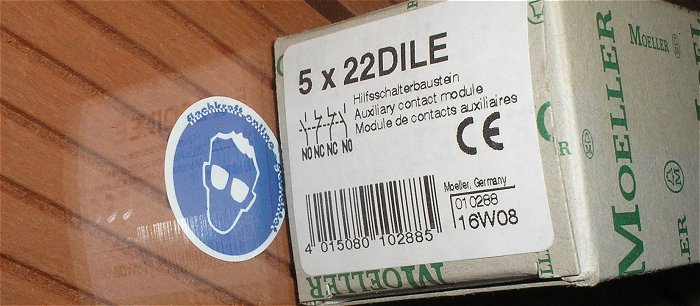 5 x 22DILE
Hilfsschalterbaustein
Auxiliary contact module
Module de contacts auxiliaires
NO NC NC NO
CE
Moeller, Germany
010288
16W08
4 015080 102885
MOELLER
MOELLER
MOELLER
flachkraft-online